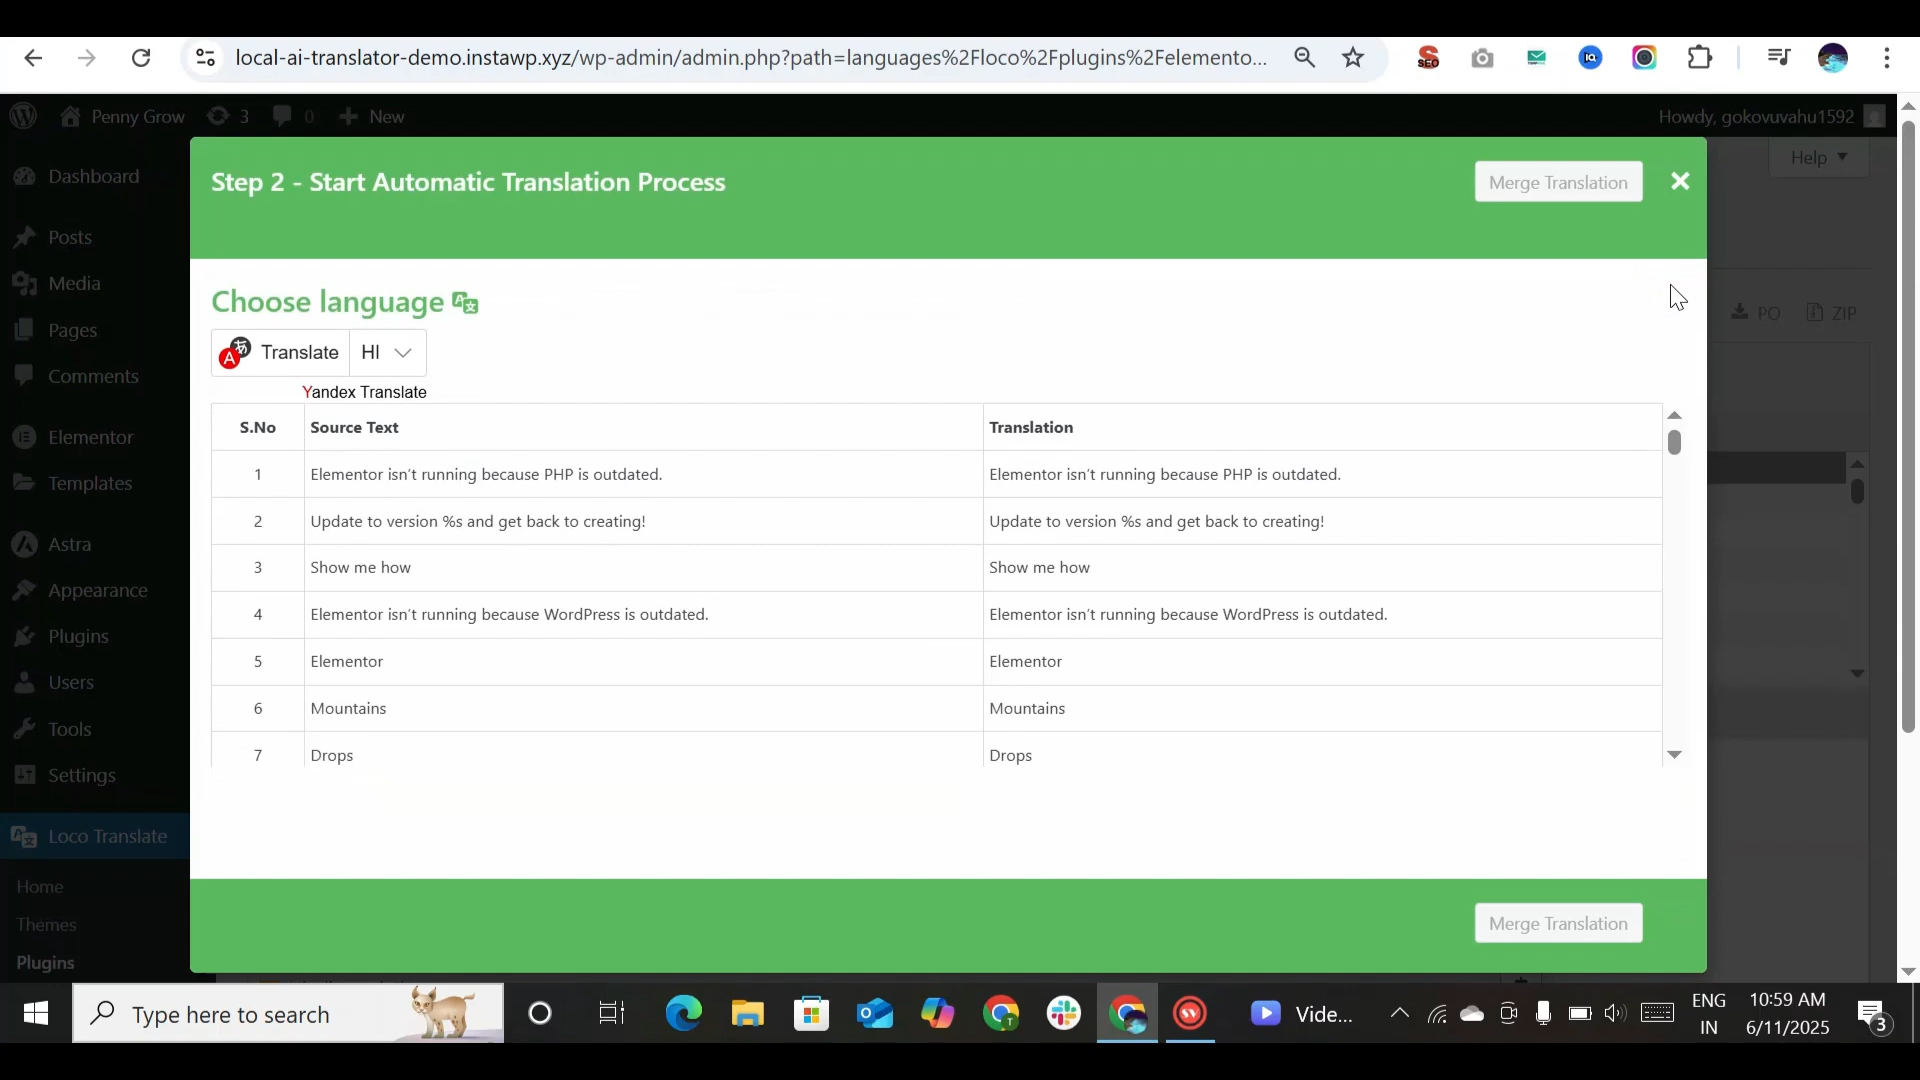 local-ai-translator-demo.instawp.xyz/wp-admin/admin.php?path=languages%2Floco%2Fplugins%2Felemento...
SEO
Penny Grow 3 0 New Howdy, gokovuvahu1592
Help
Dashboard
Posts
Media
Pages
Comments
Elementor
Templates
Astra
Appearance
Plugins
Users
Tools
Settings
Loco Translate
Home
Themes
Plugins
Step 2 - Start Automatic Translation Process
Merge Translation
PO ZIP
Choose language
Translate HI
Yandex Translate
S.No Source Text Translation
1 Elementor isn’t running because PHP is outdated. Elementor isn’t running because PHP is outdated.
2 Update to version %s and get back to creating! Update to version %s and get back to creating!
3 Show me how Show me how
4 Elementor isn’t running because WordPress is outdated. Elementor isn’t running because WordPress is outdated.
5 Elementor Elementor
6 Mountains Mountains
7 Drops Drops
Merge Translation
Type here to search
Vide...
ENG
IN
10:59 AM
6/11/2025
3